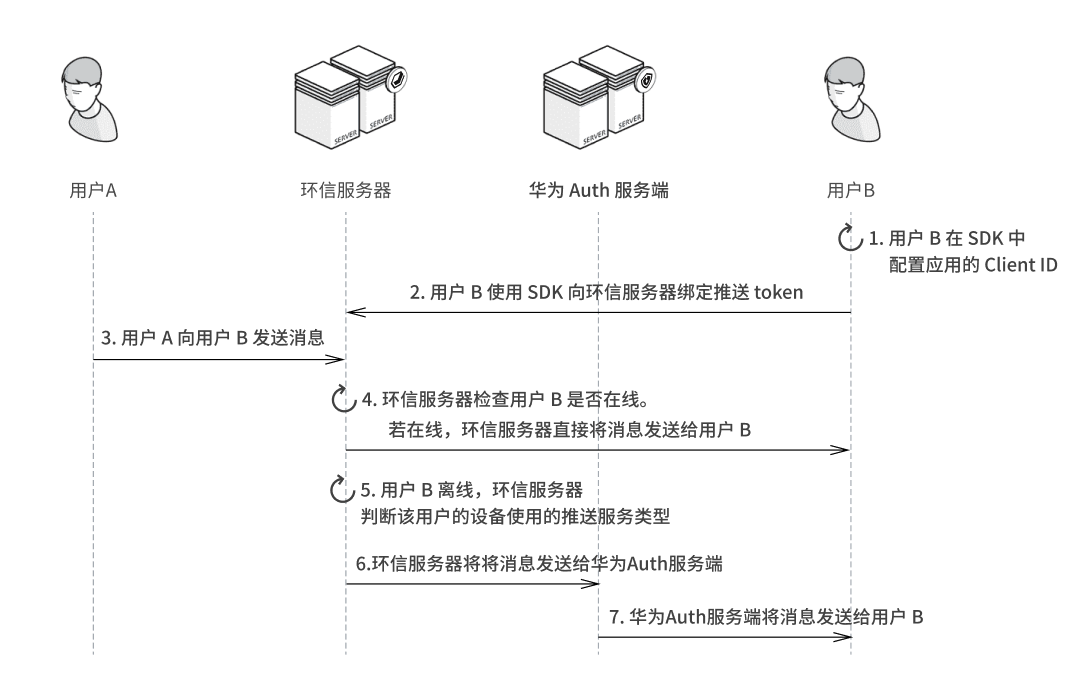 SERVER
SERVER
SERVER
SERVER
用户A
环信服务器
华为 Auth 服务端
用户B
1. 用户 B 在 SDK 中
配置应用的 Client ID
2. 用户 B 使用 SDK 向环信服务器绑定推送 token
3. 用户 A 向用户 B 发送消息
4. 环信服务器检查用户 B 是否在线。
若在线，环信服务器直接将消息发送给用户 B
5. 用户 B 离线，环信服务器
判断该用户的设备使用的推送服务类型
6.环信服务器将将消息发送给华为Auth服务端
7. 华为Auth服务端将消息发送给用户 B